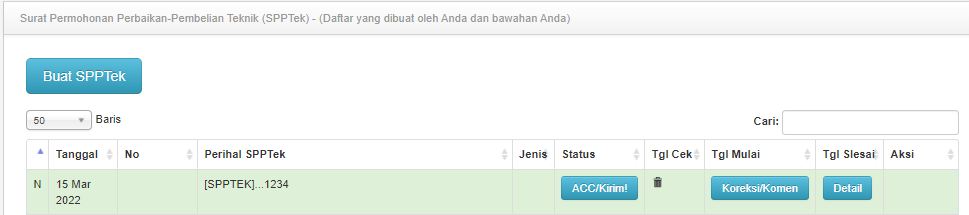 Surat Permohonan Perbaikan-Pembelian Teknik (SPPTek) - (Daftar yang dibuat oleh Anda dan bawahan Anda)
Buat SPPTek
50 Baris Cari:
Tanggal No Perihal SPPTek Jenis Status Tgl Cek Tgl Mulai Tgl Slesai Aksi
N 15 Mar [SPPTEK]...1234 ACC/Kirim! Koreksi/Komen Detail
2022